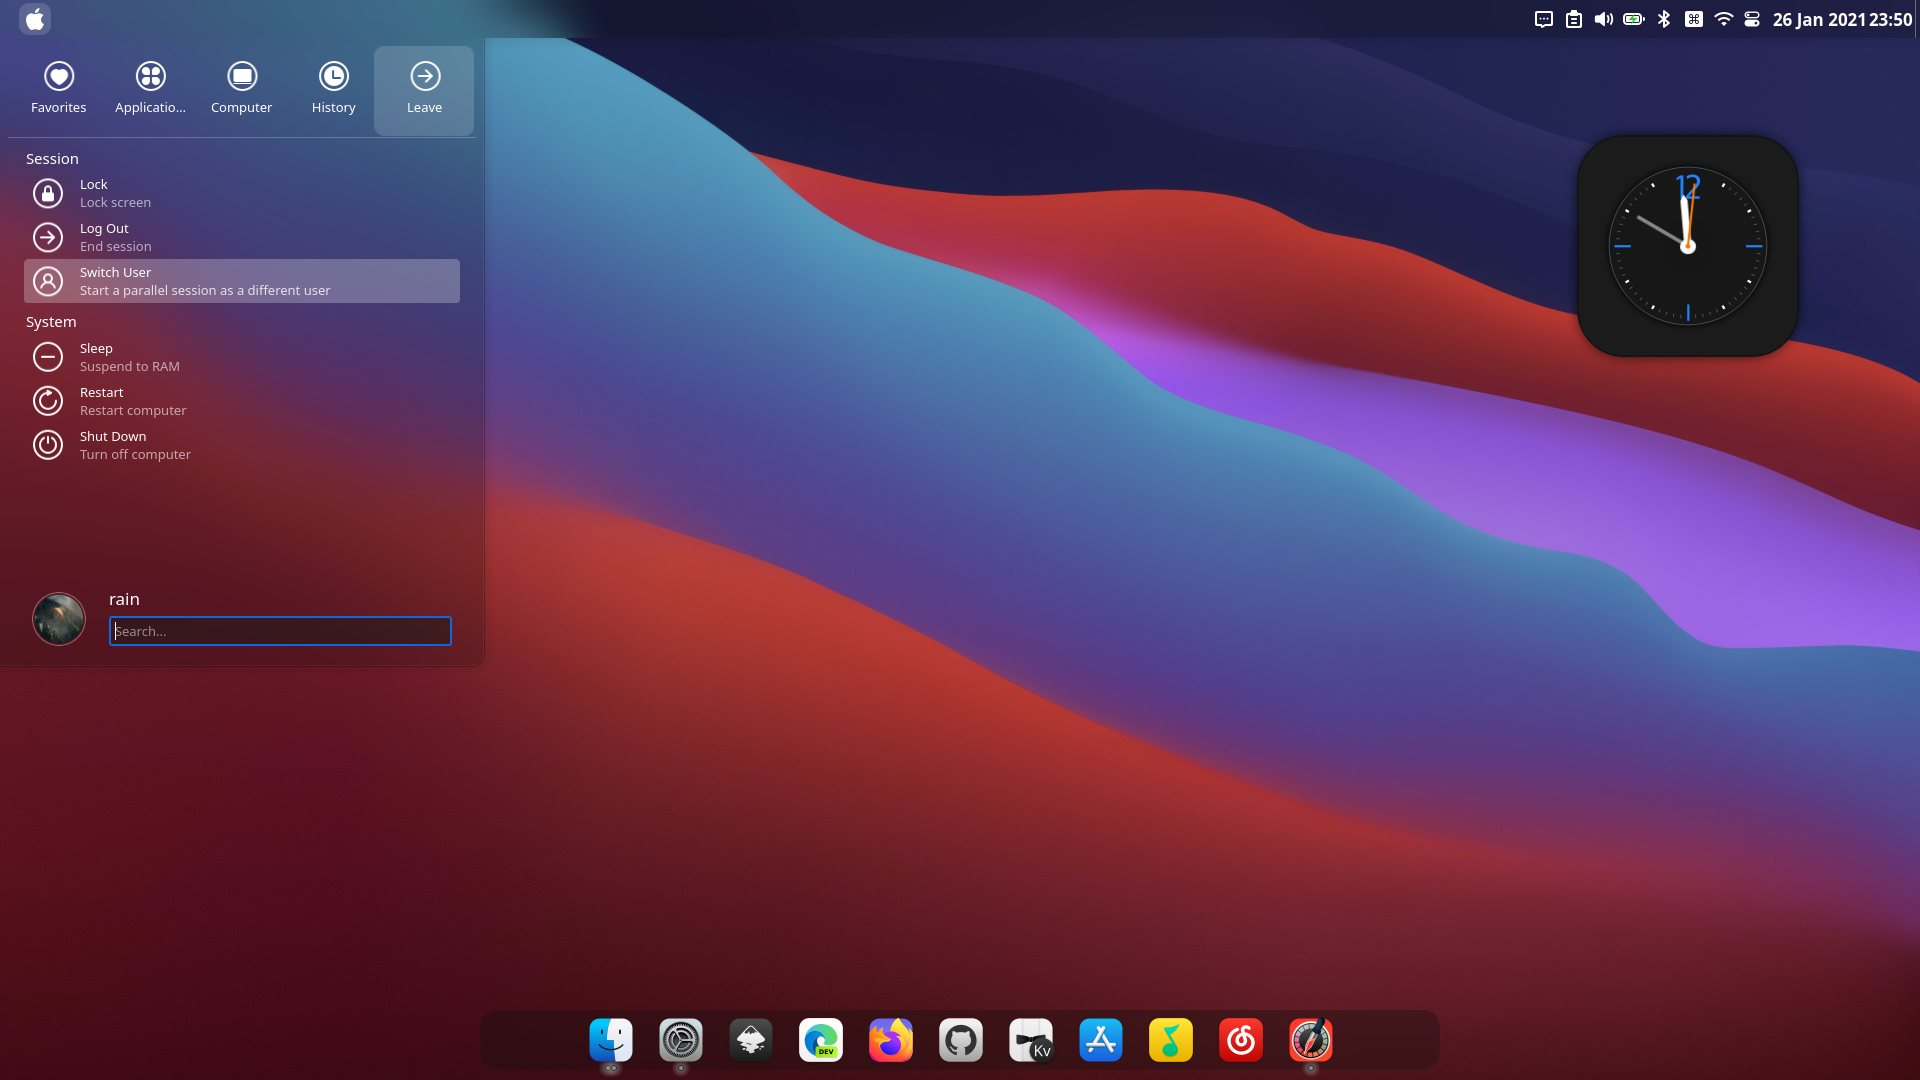 26 Jan 2021 23:50
Favorites Applicatio... Computer History Leave
Session
Lock
Lock screen
Log Out
End session
Switch User
Start a parallel session as a different user
System
Sleep
Suspend to RAM
Restart
Restart computer
Shut Down
Turn off computer
rain
Search...
12
DEV
Kv